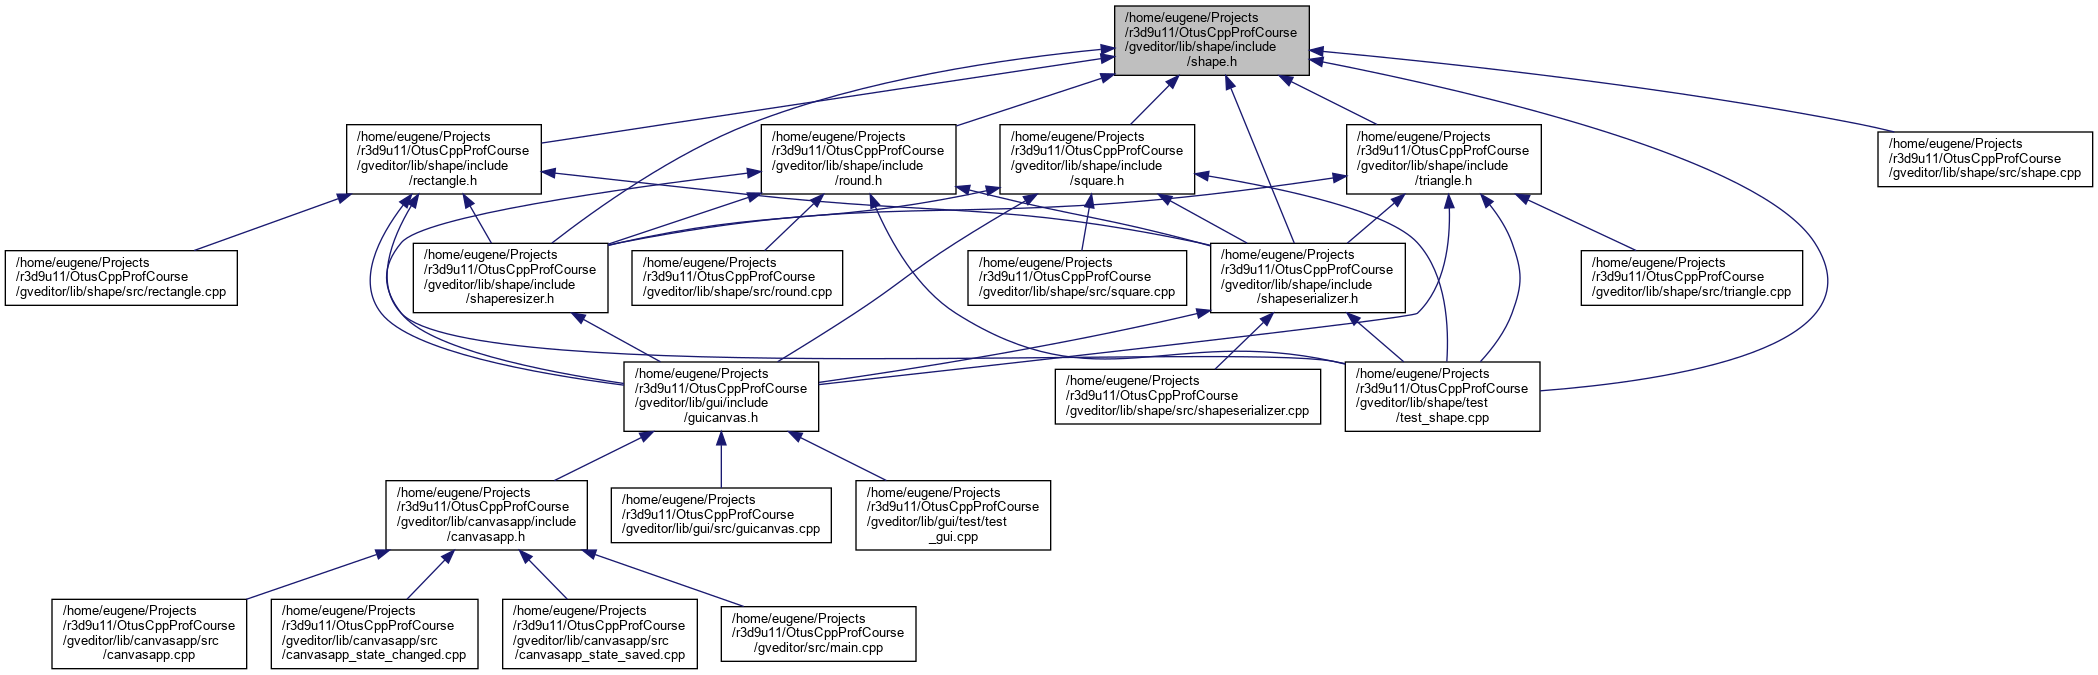 /home/eugene/Projects
/r3d9u11/OtusCppProfCourse
/gveditor/lib/shape/include
/shape.h
/home/eugene/Projects
/r3d9u11/OtusCppProfCourse
/gveditor/lib/shape/include
/rectangle.h
/home/eugene/Projects
/r3d9u11/OtusCppProfCourse
/gveditor/lib/shape/include
/round.h
/home/eugene/Projects
/r3d9u11/OtusCppProfCourse
/gveditor/lib/shape/include
/square.h
/home/eugene/Projects
/r3d9u11/OtusCppProfCourse
/gveditor/lib/shape/include
/triangle.h
/home/eugene/Projects
/r3d9u11/OtusCppProfCourse
/gveditor/lib/shape/src/shape.cpp
/home/eugene/Projects
/r3d9u11/OtusCppProfCourse
/gveditor/lib/shape/src/rectangle.cpp
/home/eugene/Projects
/r3d9u11/OtusCppProfCourse
/gveditor/lib/shape/include
/shaperesizer.h
/home/eugene/Projects
/r3d9u11/OtusCppProfCourse
/gveditor/lib/shape/src/round.cpp
/home/eugene/Projects
/r3d9u11/OtusCppProfCourse
/gveditor/lib/shape/src/square.cpp
/home/eugene/Projects
/r3d9u11/OtusCppProfCourse
/gveditor/lib/shape/include
/shapeserializer.h
/home/eugene/Projects
/r3d9u11/OtusCppProfCourse
/gveditor/lib/shape/src/triangle.cpp
/home/eugene/Projects
/r3d9u11/OtusCppProfCourse
/gveditor/lib/gui/include
/guicanvas.h
/home/eugene/Projects
/r3d9u11/OtusCppProfCourse
/gveditor/lib/shape/src/shapeserializer.cpp
/home/eugene/Projects
/r3d9u11/OtusCppProfCourse
/gveditor/lib/shape/test
/test_shape.cpp
/home/eugene/Projects
/r3d9u11/OtusCppProfCourse
/gveditor/lib/canvasapp/include
/canvasapp.h
/home/eugene/Projects
/r3d9u11/OtusCppProfCourse
/gveditor/lib/gui/src/guicanvas.cpp
/home/eugene/Projects
/r3d9u11/OtusCppProfCourse
/gveditor/lib/gui/test/test
_gui.cpp
/home/eugene/Projects
/r3d9u11/OtusCppProfCourse
/gveditor/lib/canvasapp/src
/canvasapp.cpp
/home/eugene/Projects
/r3d9u11/OtusCppProfCourse
/gveditor/lib/canvasapp/src
/canvasapp_state_changed.cpp
/home/eugene/Projects
/r3d9u11/OtusCppProfCourse
/gveditor/lib/canvasapp/src
/canvasapp_state_saved.cpp
/home/eugene/Projects
/r3d9u11/OtusCppProfCourse
/gveditor/src/main.cpp